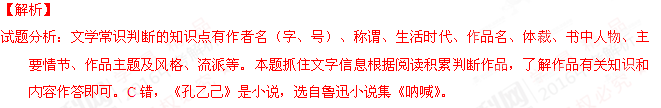 【解析】
试题分析：文学常识判断的知识点有作者名（字、号）、称谓、生活时代、作品名、体裁、书中人物、主
要情节、作品主题及风格、流派等。本题抓住文字信息根据阅读积累判断作品，了解作品有关知识和
内容作答即可。C 错，《孔乙己》是小说，选自鲁迅小说集《呐喊》。